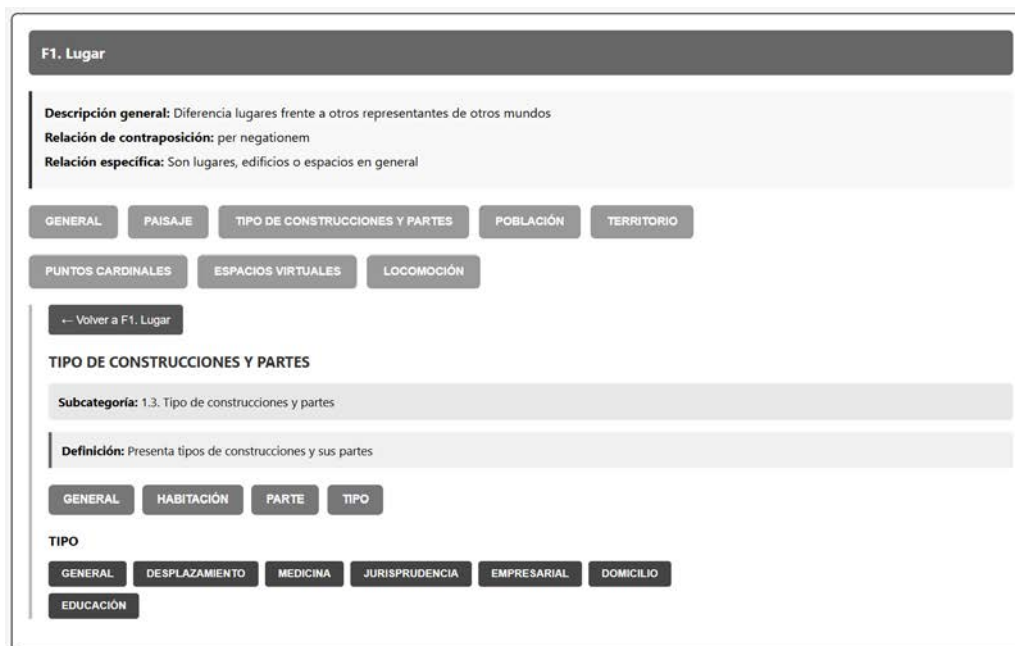 F1. Lugar
Descripción general: Diferencia lugares frente a otros representantes de otros mundos
Relación de contraposición: per negationem
Relación específica: Son lugares, edificios o espacios en general
GENERAL PAISAJE TIPO DE CONSTRUCCIONES Y PARTES POBLACIÓN TERRITORIO
PUNTOS CARDINALES ESPACIOS VIRTUALES LOCOMOCIÓN
← Volver a F1. Lugar
TIPO DE CONSTRUCCIONES Y PARTES
Subcategoría: 1.3. Tipo de construcciones y partes
Definición: Presenta tipos de construcciones y sus partes
GENERAL HABITACIÓN PARTE TIPO
TIPO
GENERAL DESPLAZAMIENTO MEDICINA JURISPRUDENCIA EMPRESARIAL DOMICILIO
EDUCACIÓN